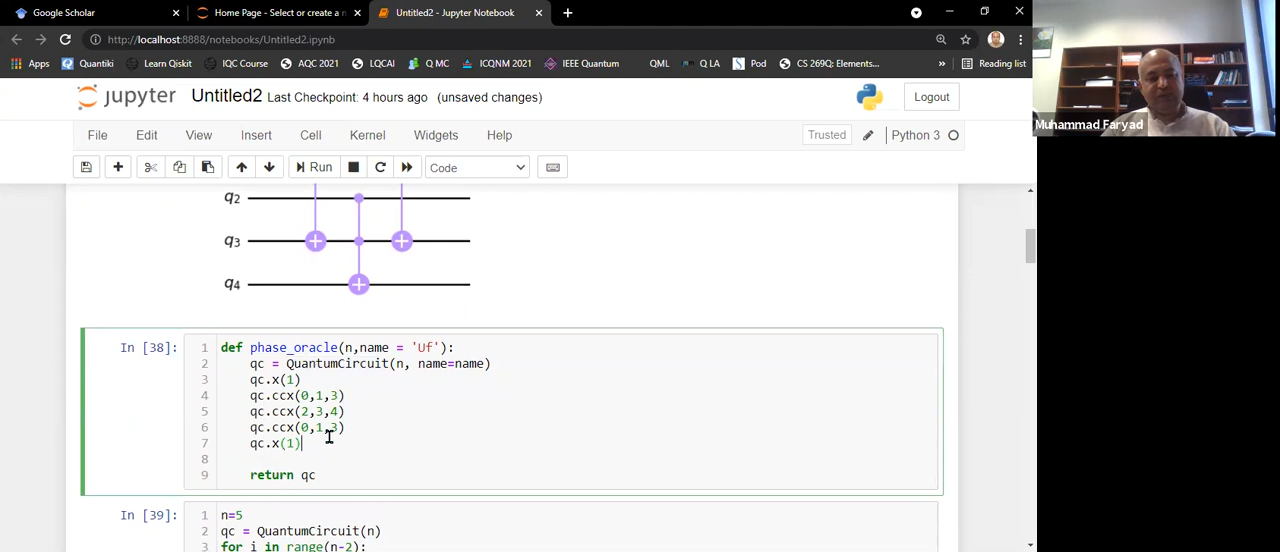 Google Scholar
Home Page - Select or create a n
Untitled2 - Jupyter Notebook
http://localhost:8888/notebooks/Untitled2.ipynb
Apps Quantiki Learn Qiskit IQC Course AQC 2021 LQCAI Q MC ICQNM 2021 IEEE Quantum QML Q LA Pod CS 269Q: Elements... » Reading list
jupyter Untitled2 Last Checkpoint: 4 hours ago (unsaved changes) Logout
File Edit View Insert Cell Kernel Widgets Help Trusted Python 3
Run Code
Muhammad Faryad
q2
q3
q4
In [38]:
1 def phase_oracle(n,name = 'Uf'):
2 qc = QuantumCircuit(n, name=name)
3 qc.x(1)
4 qc.ccx(0,1,3)
5 qc.ccx(2,3,4)
6 qc.ccx(0,1,3)
7 qc.x(1)
8
9 return qc
In [39]:
1 n=5
2 qc = QuantumCircuit(n)
3 for i in range(n-2):